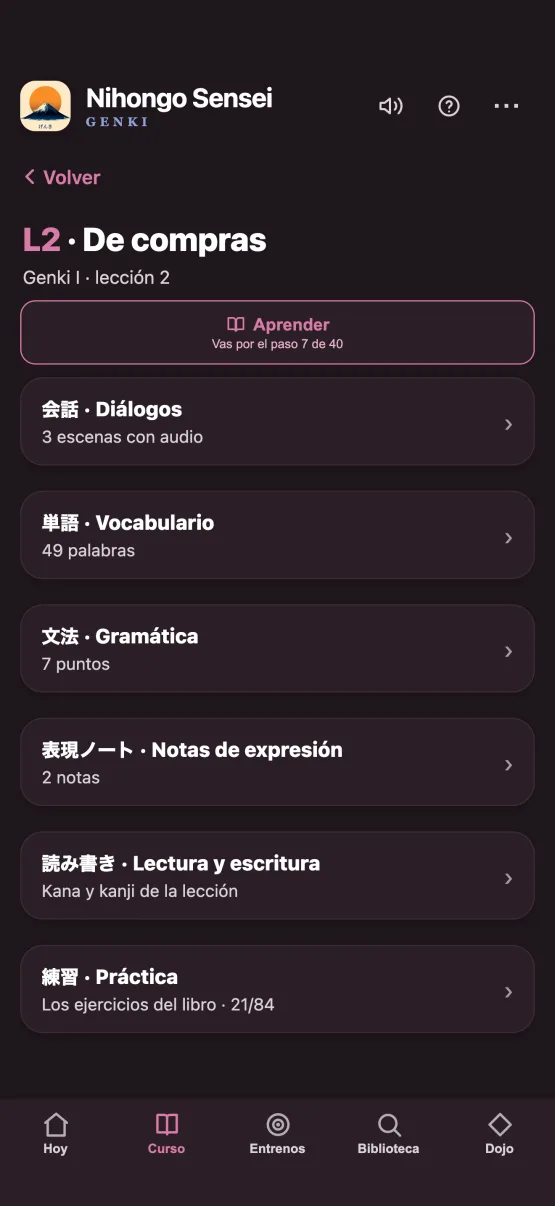 Nihongo Sensei
GENKI
げんき
Volver
L2 · De compras
Genki I · lección 2
Aprender
Vas por el paso 7 de 40
会話 · Diálogos
3 escenas con audio
単語 · Vocabulario
49 palabras
文法 · Gramática
7 puntos
表現ノート · Notas de expresión
2 notas
読み書き · Lectura y escritura
Kana y kanji de la lección
練習 · Práctica
Los ejercicios del libro · 21/84
Hoy
Curso
Entrenos
Biblioteca
Dojo